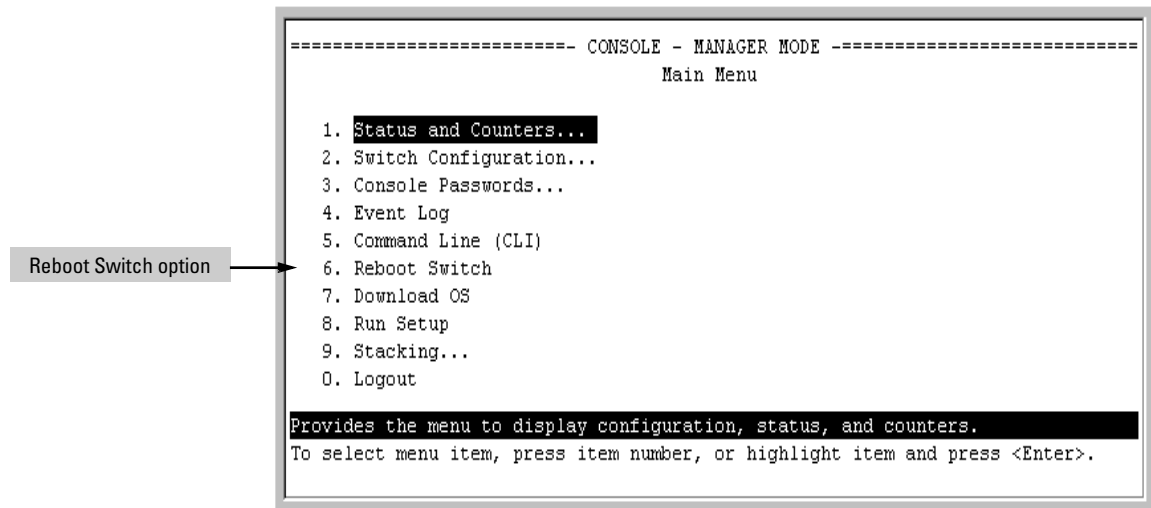 ==========================- CONSOLE - MANAGER MODE -============================
Main Menu
1. Status and Counters...
2. Switch Configuration...
3. Console Passwords...
4. Event Log
5. Command Line (CLI)
Reboot Switch option
6. Reboot Switch
7. Download OS
8. Run Setup
9. Stacking...
0. Logout
Provides the menu to display configuration, status, and counters.
To select menu item, press item number, or highlight item and press <Enter>.